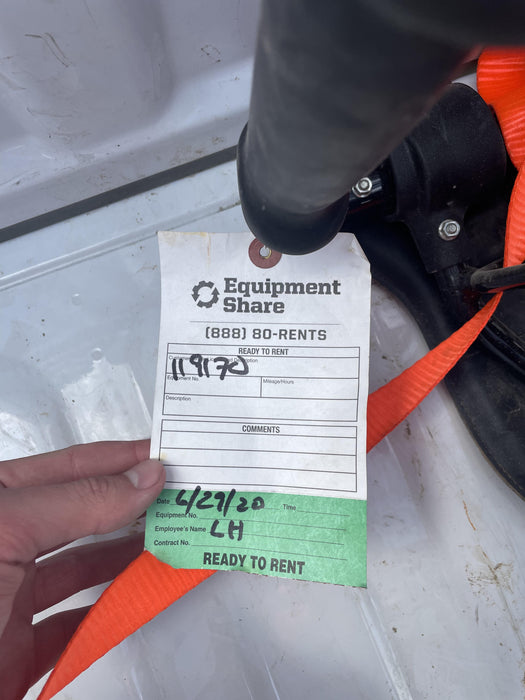 Equipment
Share
(888) 80-RENTS
READY TO RENT
119170
Equipment No. Mileage/Hours
Description
COMMENTS
Date 6/29/20 Time
Equipment No.
Employee's Name LH
Contract No.
READY TO RENT